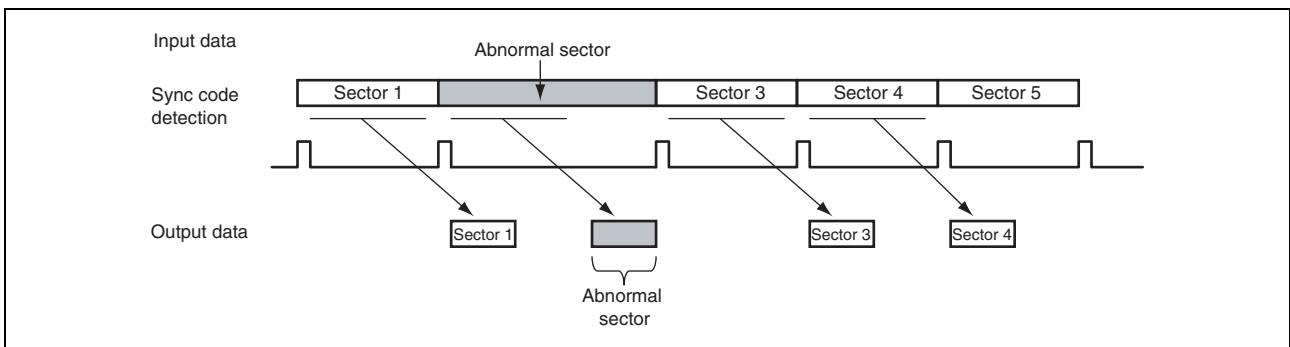 Input data
Abnormal sector
Sync code
detection
Sector 1
Sector 3
Sector 4
Sector 5
Output data
Sector 1
Sector 3
Sector 4
Abnormal
sector